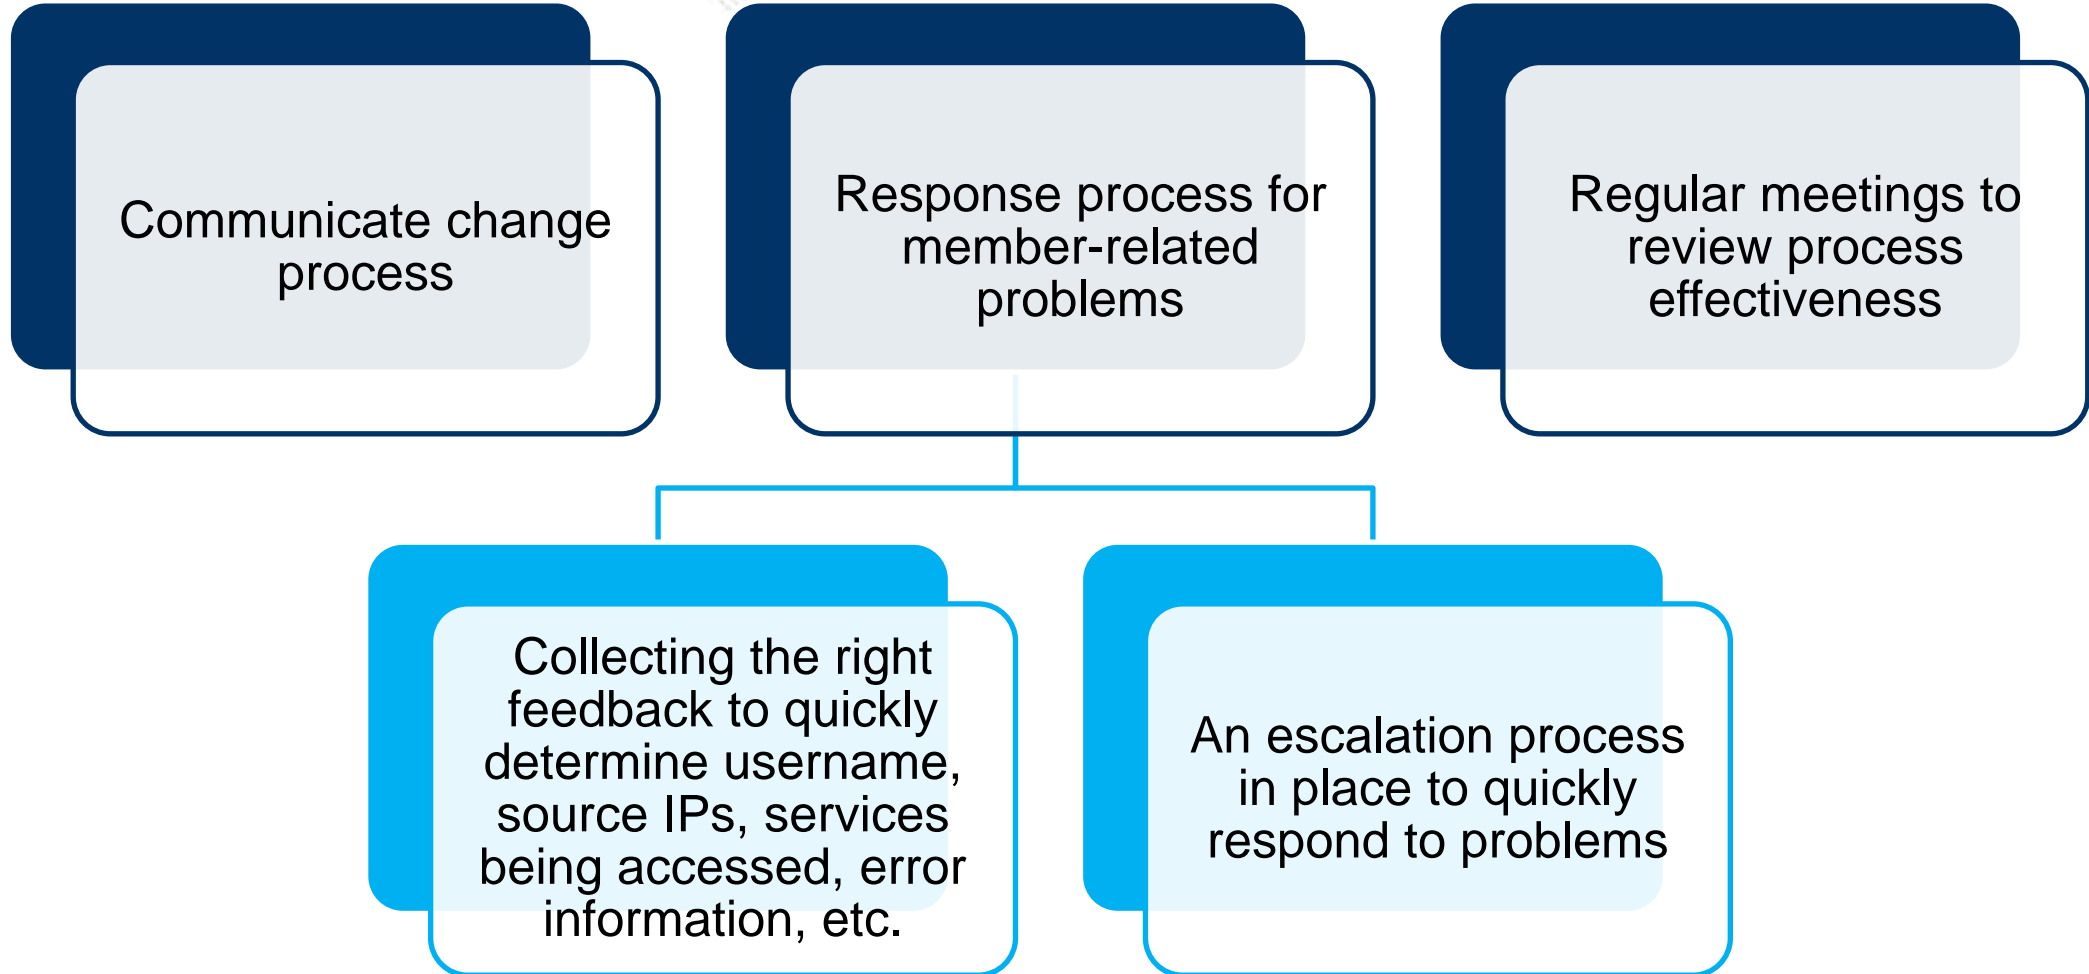 Communicate change
process
Response process for
member-related
problems
Regular meetings to
review process
effectiveness
Collecting the right
feedback to quickly
determine username,
source IPs, services
being accessed, error
information, etc.
An escalation process
in place to quickly
respond to problems